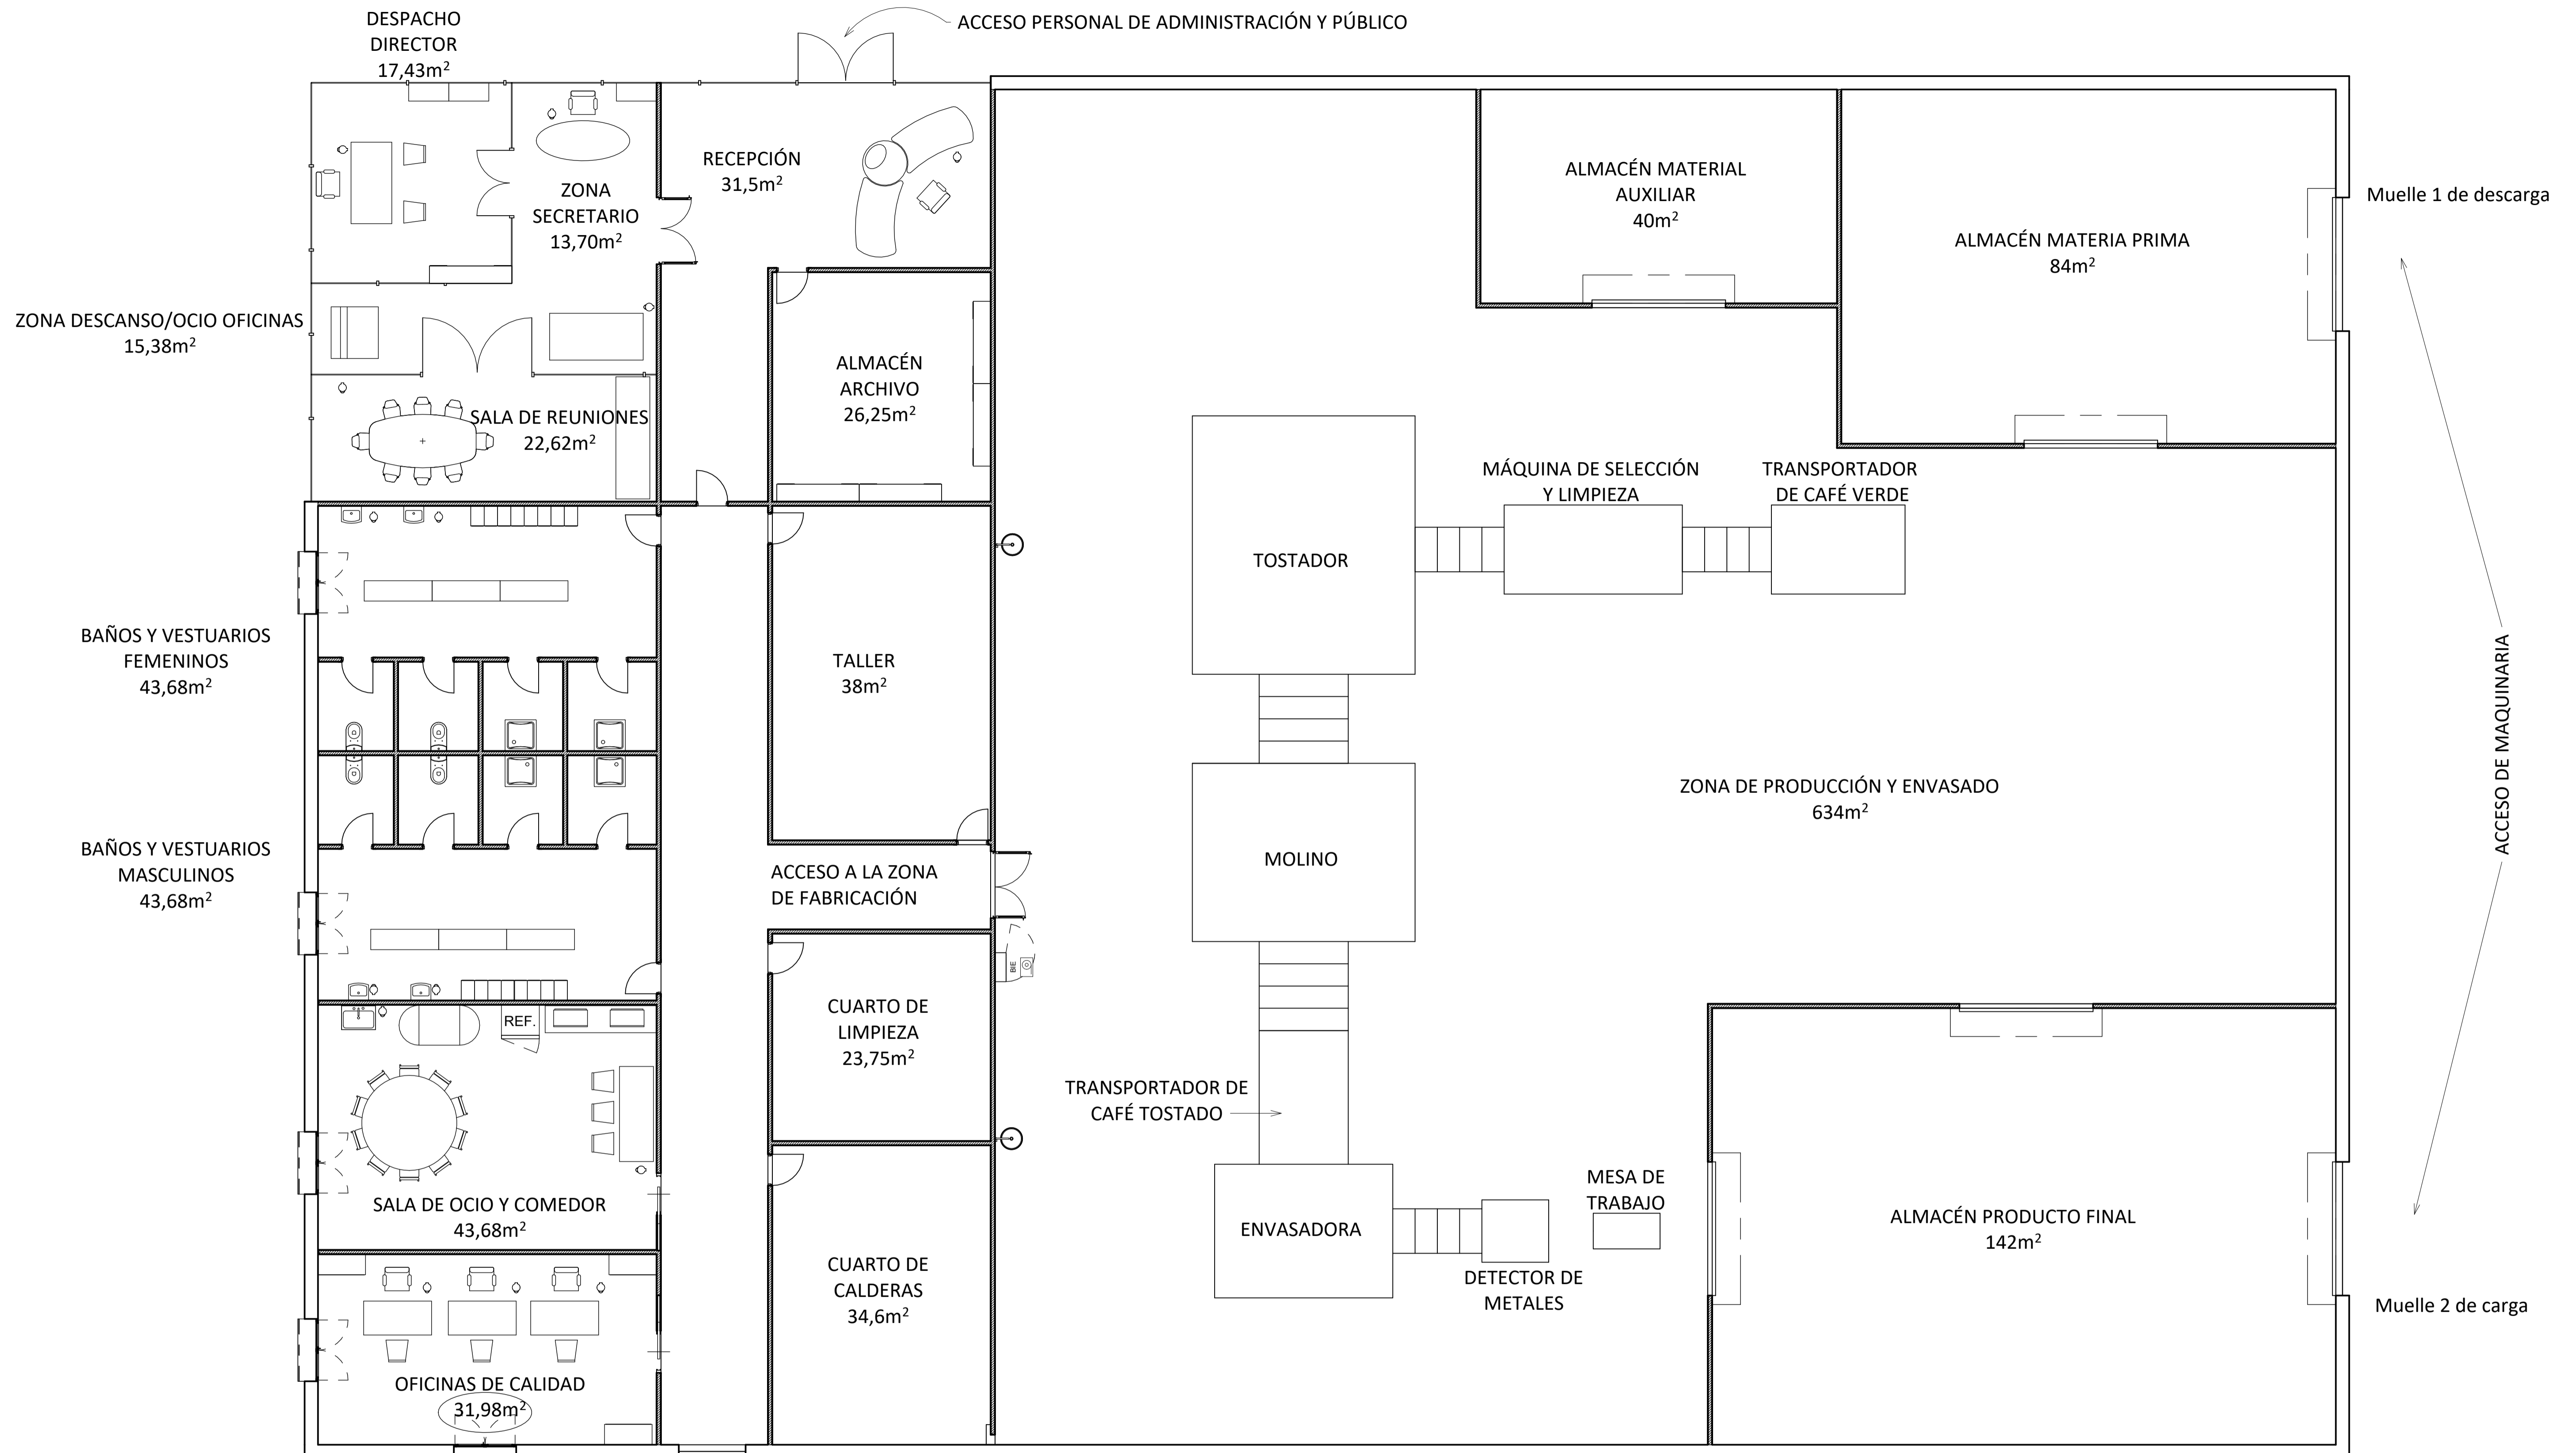 DESPACHO
DIRECTOR
17,43m²
ACCESO PERSONAL DE ADMINISTRACIÓN Y PÚBLICO
ZONA
SECRETARIO
13,70m²
RECEPCIÓN
31,5m²
ALMACÉN MATERIAL
AUXILIAR
40m²
ALMACÉN MATERIA PRIMA
84m²
Muelle 1 de descarga
ZONA DESCANSO/OCIO OFICINAS
15,38m²
ALMACÉN
ARCHIVO
26,25m²
SALA DE REUNIONES
22,62m²
MÁQUINA DE SELECCIÓN
Y LIMPIEZA
TRANSPORTADOR
DE CAFÉ VERDE
TOSTADOR
BAÑOS Y VESTUARIOS
FEMENINOS
43,68m²
TALLER
38m²
ACCESO DE MAQUINARIA
ZONA DE PRODUCCIÓN Y ENVASADO
634m²
MOLINO
BAÑOS Y VESTUARIOS
MASCULINOS
43,68m²
ACCESO A LA ZONA
DE FABRICACIÓN
BIE
REF.
CUARTO DE
LIMPIEZA
23,75m²
TRANSPORTADOR DE
CAFÉ TOSTADO
MESA DE
TRABAJO
SALA DE OCIO Y COMEDOR
43,68m²
ENVASADORA
ALMACÉN PRODUCTO FINAL
142m²
CUARTO DE
CALDERAS
34,6m²
DETECTOR DE
METALES
Muelle 2 de carga
OFICINAS DE CALIDAD
31,98m²